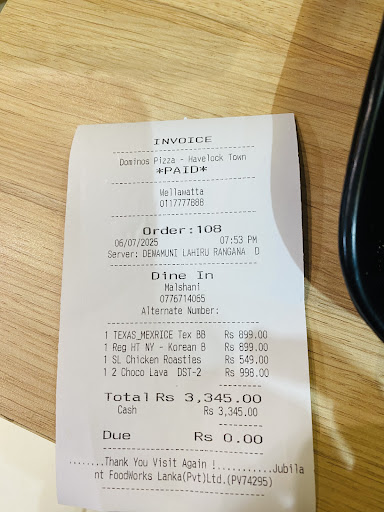 INVOICE
Dominos Pizza - Havelock Town
*PAID*
Wellawatta
0117777888
Order:108
06/07/2025 07:53 PM
Server: DEWAMUNI LAHIRU RANGANA D
Dine In
Malshani
0776714065
Alternate Number:
1 TEXAS_MEXRICE Tex BB Rs 899.00
1 Reg HT NY - Korean B Rs 899.00
1 SL Chicken Roasties Rs 549.00
1 2 Choco Lava DST-2 Rs 998.00
Total Rs 3,345.00
Cash Rs 3,345.00
Due Rs 0.00
........Thank You Visit Again !...........Jubila
nt FoodWorks Lanka(Pvt)Ltd.(PV74295)